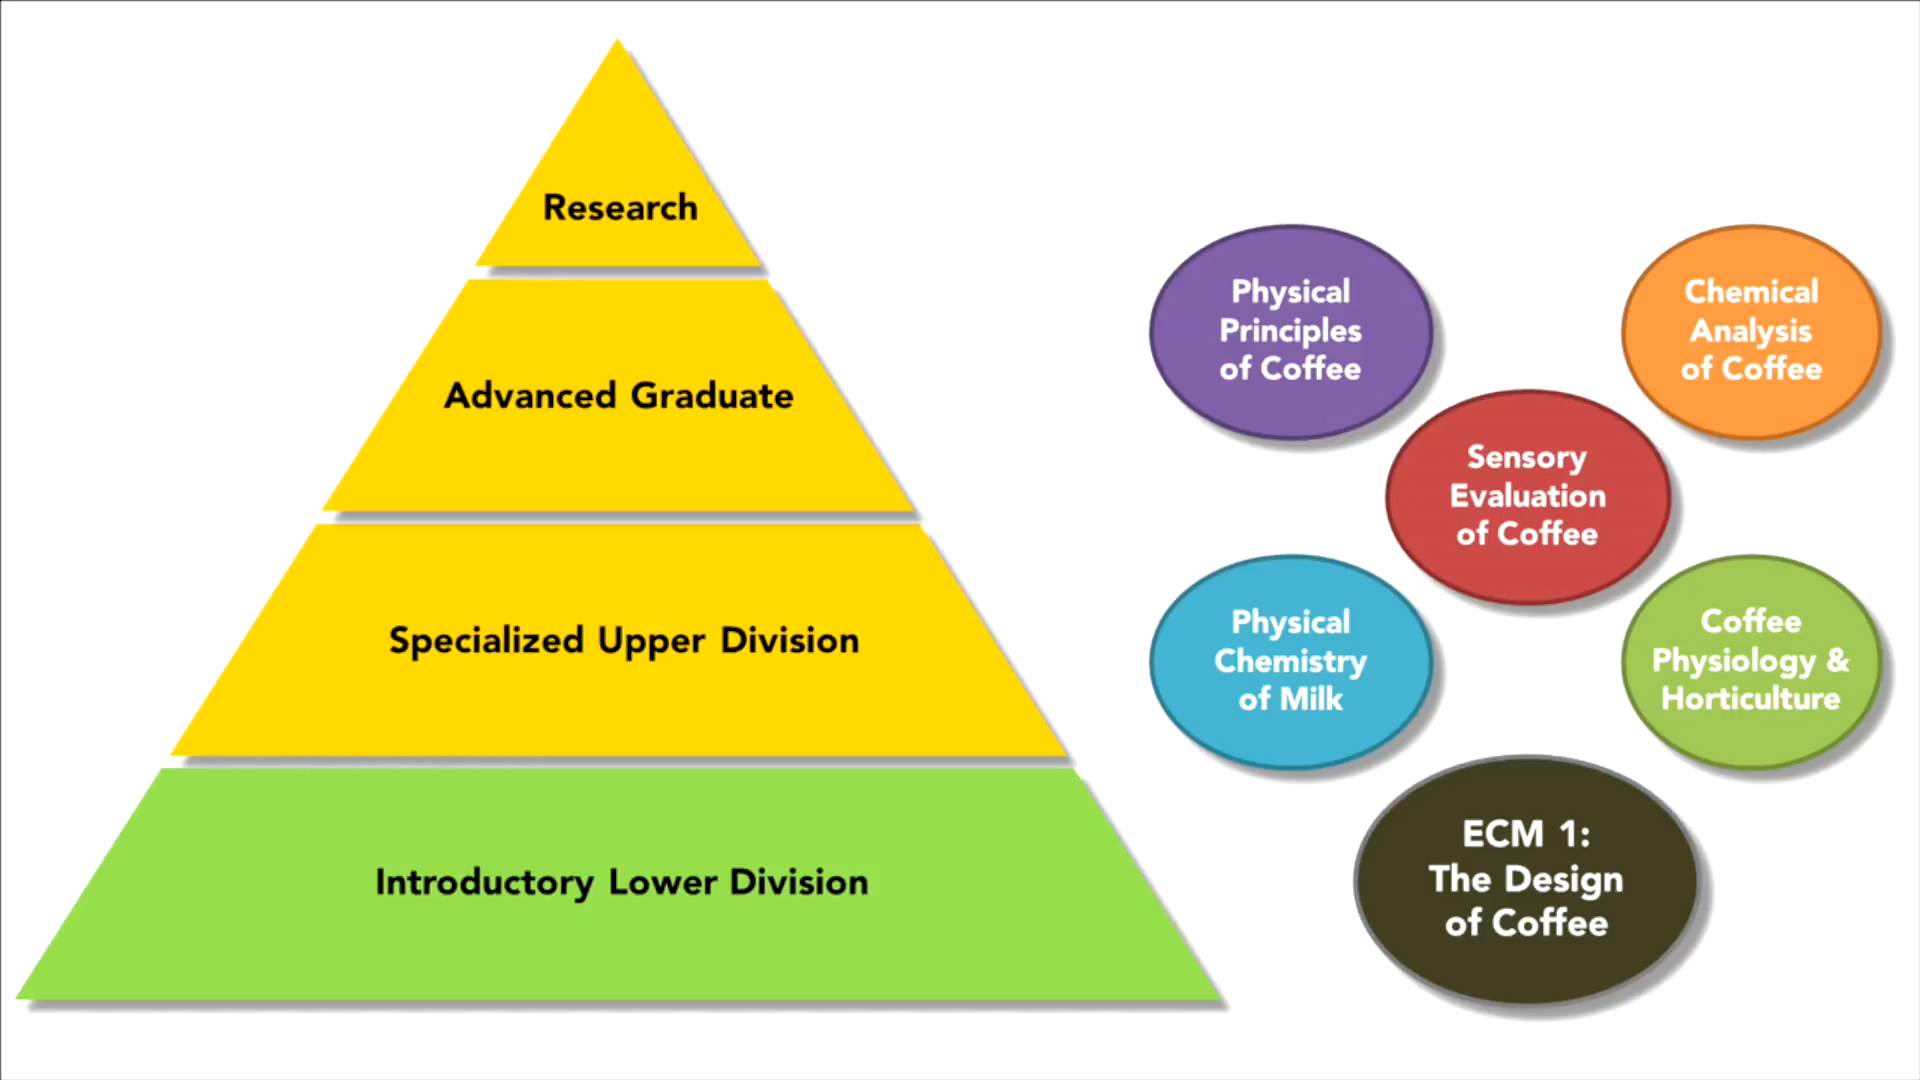 Research
Advanced Graduate
Specialized Upper Division
Introductory Lower Division
Physical
Principles
of Coffee
Chemical
Analysis
of Coffee
Sensory
Evaluation
of Coffee
Physical
Chemistry
of Milk
Coffee
Physiology &
Horticulture
ECM 1:
The Design
of Coffee